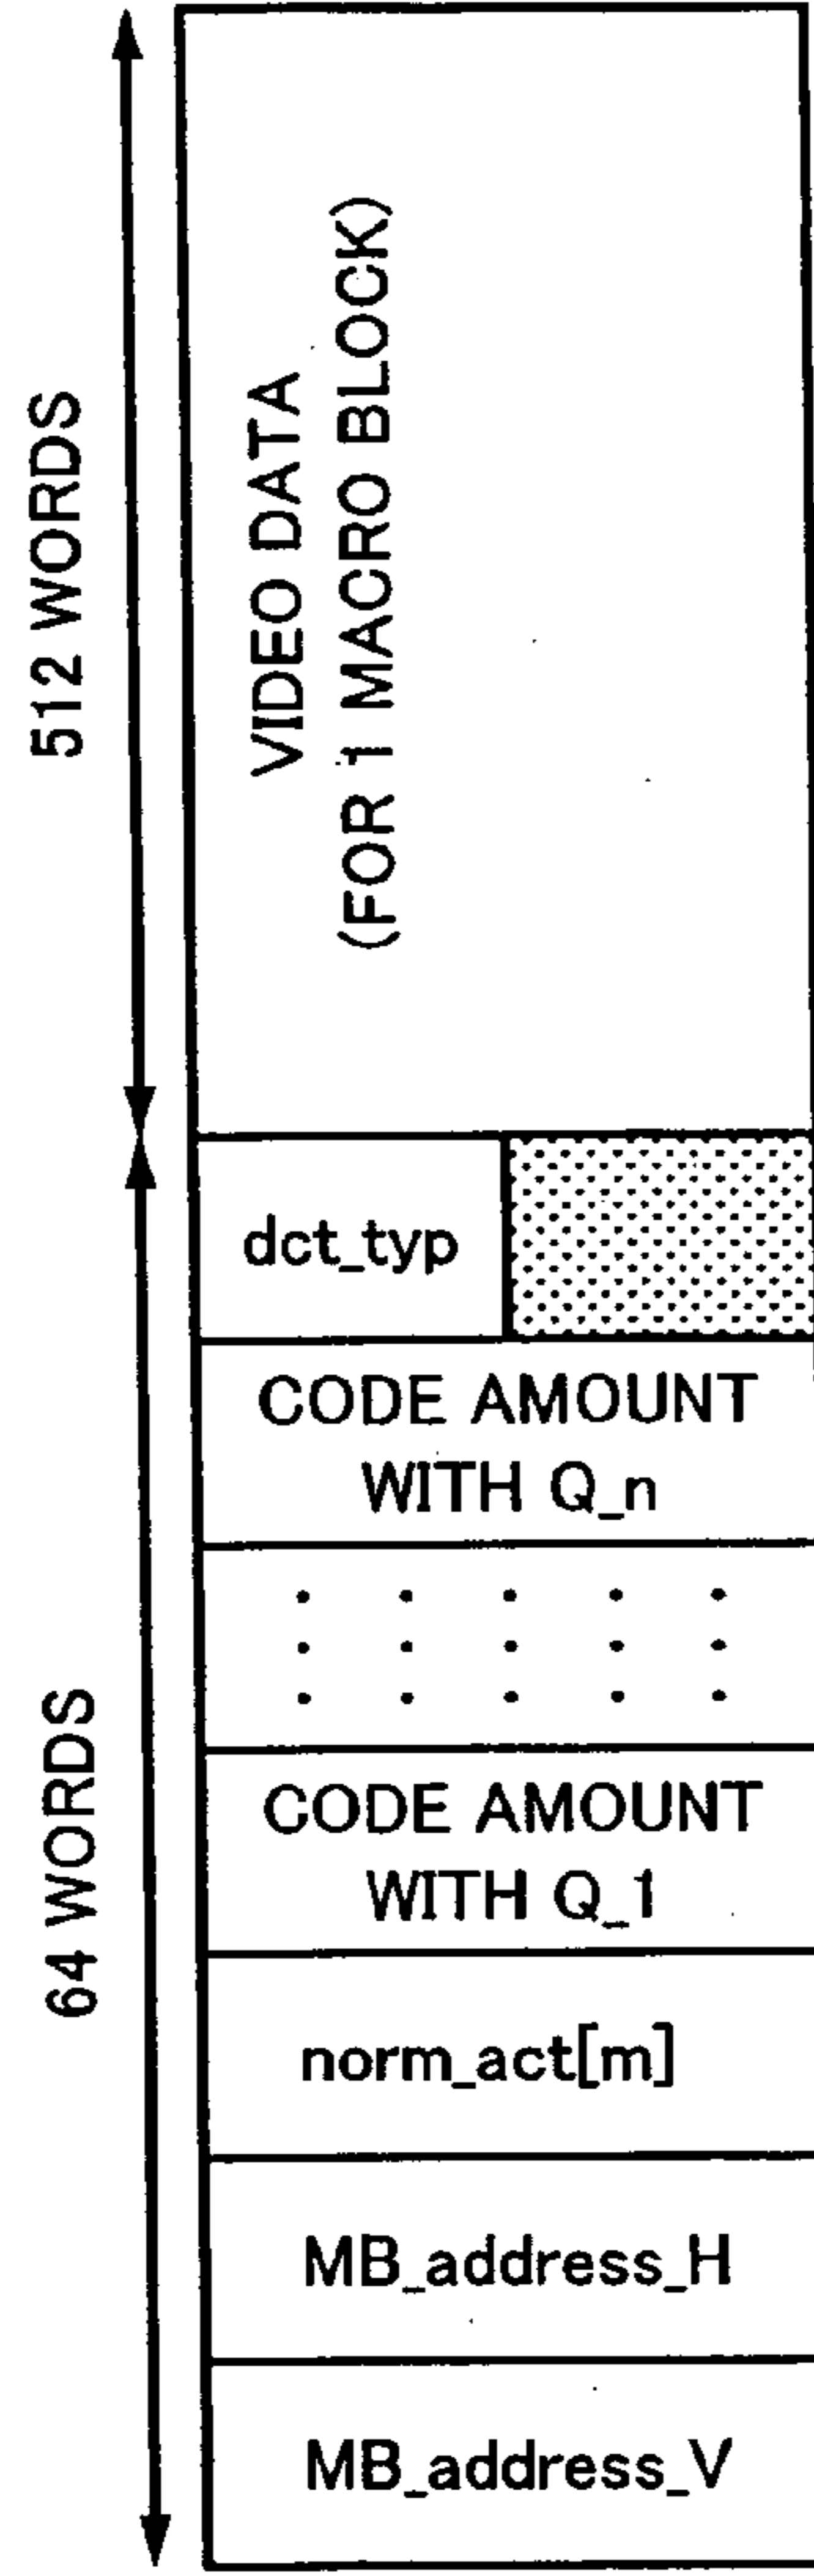 512 WORDS
VIDEO DATA
(FOR 1 MACRO BLOCK)
64 WORDS
dct_typ
CODE AMOUNT
WITH Q_n
CODE AMOUNT
WITH Q_1
norm_act[m]
MB_address_H
MB_address_V